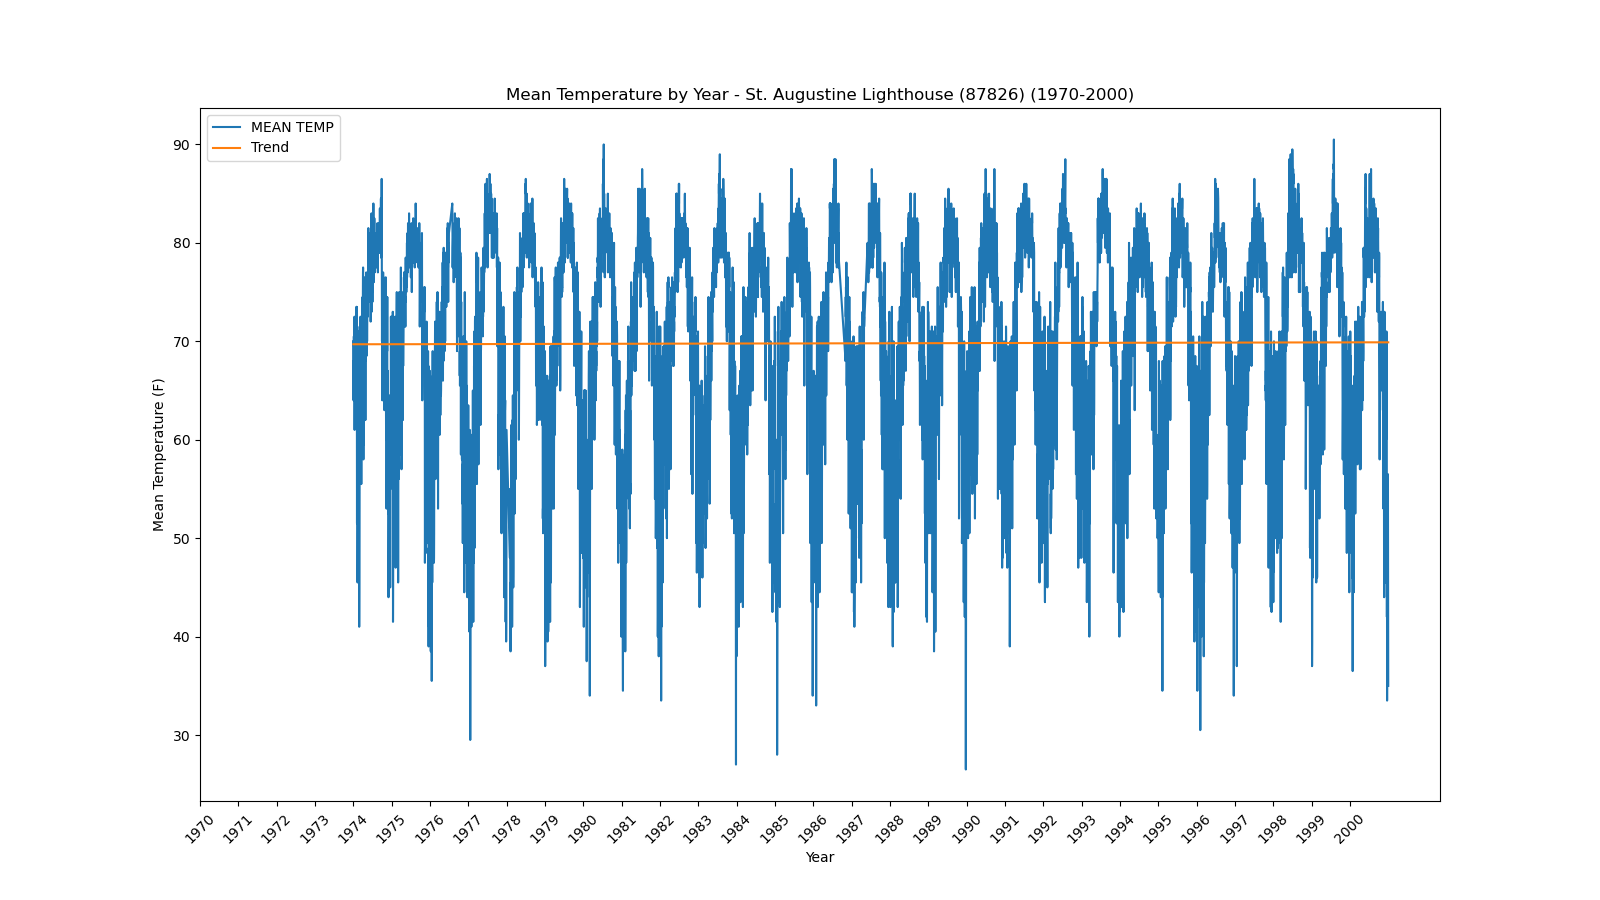 Mean Temperature by Year - St. Augustine Lighthouse (87826) (1970-2000)
MEAN TEMP
Trend
90
80
70
60
50
40
30
Mean Temperature (F)
1970 1971 1972 1973 1974 1975 1976 1977 1978 1979 1980 1981 1982 1983 1984 1985 1986 1987 1988 1989 1990 1991 1992 1993 1994 1995 1996 1997 1998 1999 2000
Year